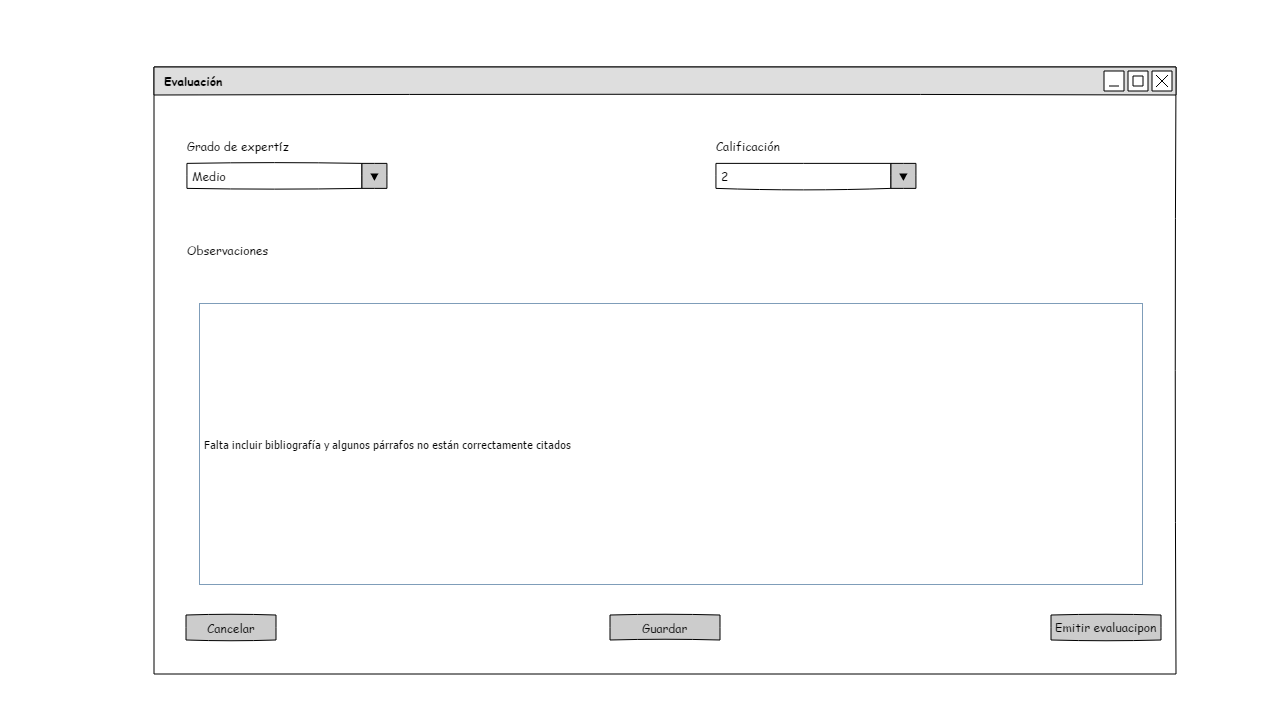 Evaluación
Grado de expertíz
Calificación
Medio
2
Observaciones
Falta incluir bibliografía y algunos párrafos no están correctamente citados
Cancelar
Guardar
Emitir evaluacipon